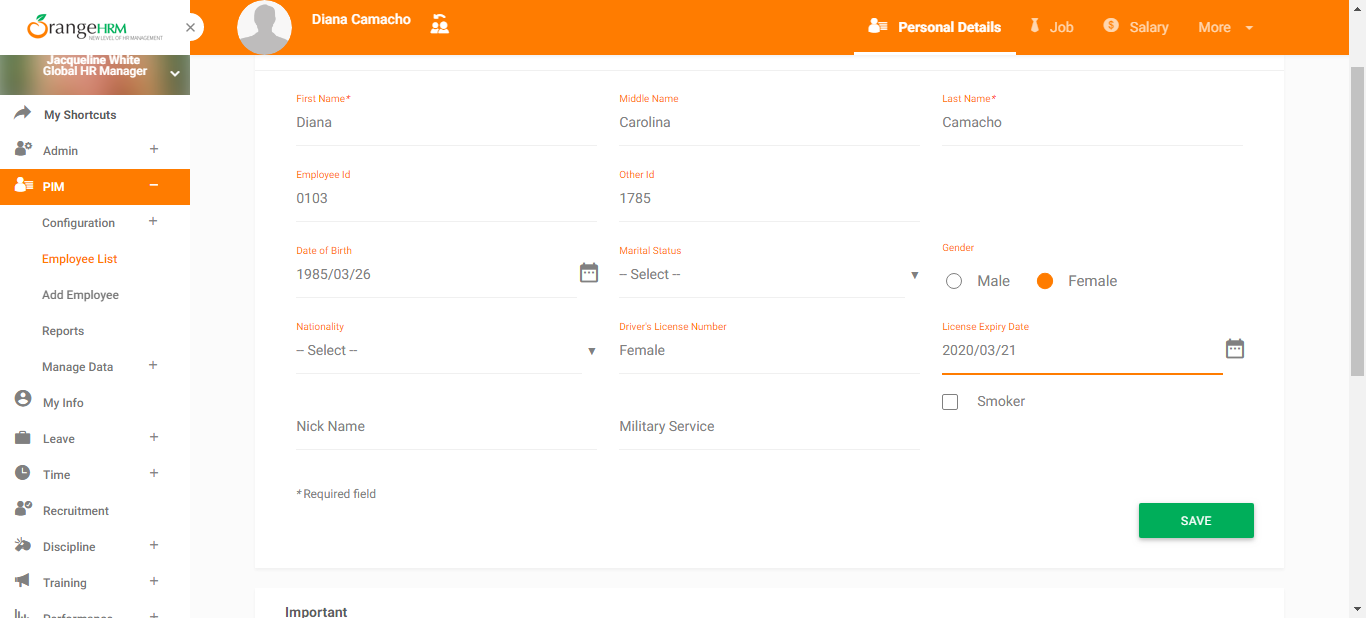 OrangeHRM
NEW LEVEL OF HR MANAGEMENT
Diana Camacho
Personal Details
Job
Salary
More
Jacqueline White
Global HR Manager
My Shortcuts
Admin
PIM
Configuration
Employee List
Add Employee
Reports
Manage Data
My Info
Leave
Time
Recruitment
Discipline
Training
Performance
First Name*
Middle Name
Last Name*
Diana
Carolina
Camacho
Employee Id
Other Id
0103
1785
Date of Birth
Marital Status
Gender
1985/03/26
-- Select --
Male
Female
Nationality
Driver's License Number
License Expiry Date
-- Select --
Female
2020/03/21
Smoker
Nick Name
Military Service
* Required field
SAVE
Important